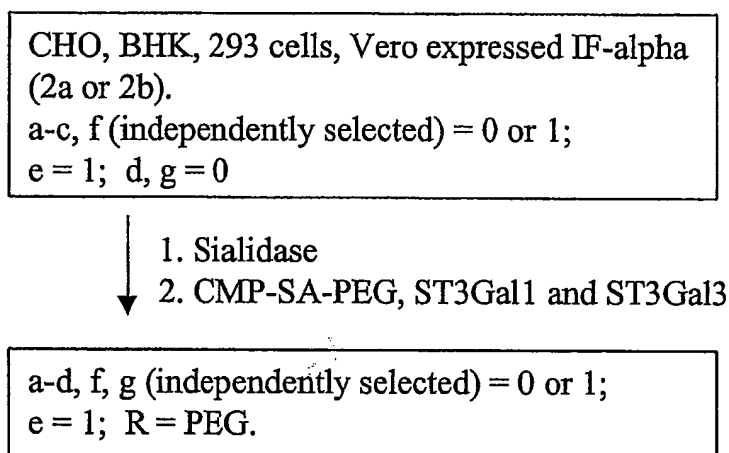 CHO, BHK, 293 cells, Vero expressed IF-alpha
(2a or 2b).
a-c, f (independently selected) = 0 or 1;
e = 1; d, g = 0
1. Sialidase
2. CMP-SA-PEG, ST3Gal1 and ST3Gal3
a-d, f, g (independently selected) = 0 or 1;
e = 1; R = PEG.